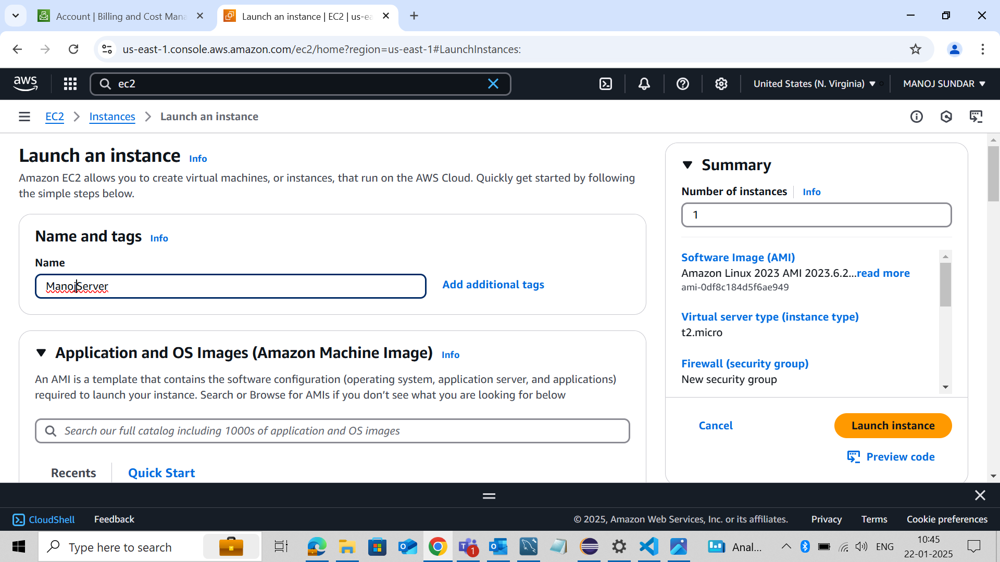 Account | Billing and Cost Mana
Launch an instance | EC2 | us-ea
us-east-1.console.aws.amazon.com/ec2/home?region=us-east-1#LaunchInstances:
aws
ec2
United States (N. Virginia)
MANOJ SUNDAR
EC2
Instances
Launch an instance
Launch an instance Info
Amazon EC2 allows you to create virtual machines, or instances, that run on the AWS Cloud. Quickly get started by following
the simple steps below.
Name and tags Info
Name
ManojServer
Add additional tags
Application and OS Images (Amazon Machine Image) Info
An AMI is a template that contains the software configuration (operating system, application server, and applications)
required to launch your instance. Search or Browse for AMIs if you don’t see what you are looking for below
Search our full catalog including 1000s of application and OS images
Recents
Quick Start
Summary
Number of instances Info
1
Software Image (AMI)
Amazon Linux 2023 AMI 2023.6.2...read more
ami-0df8c184d5f6ae949
Virtual server type (instance type)
t2.micro
Firewall (security group)
New security group
Cancel
Launch instance
Preview code
CloudShell
Feedback
© 2025, Amazon Web Services, Inc. or its affiliates.
Privacy
Terms
Cookie preferences
Type here to search
1
Anal...
ENG
10:45
22-01-2025